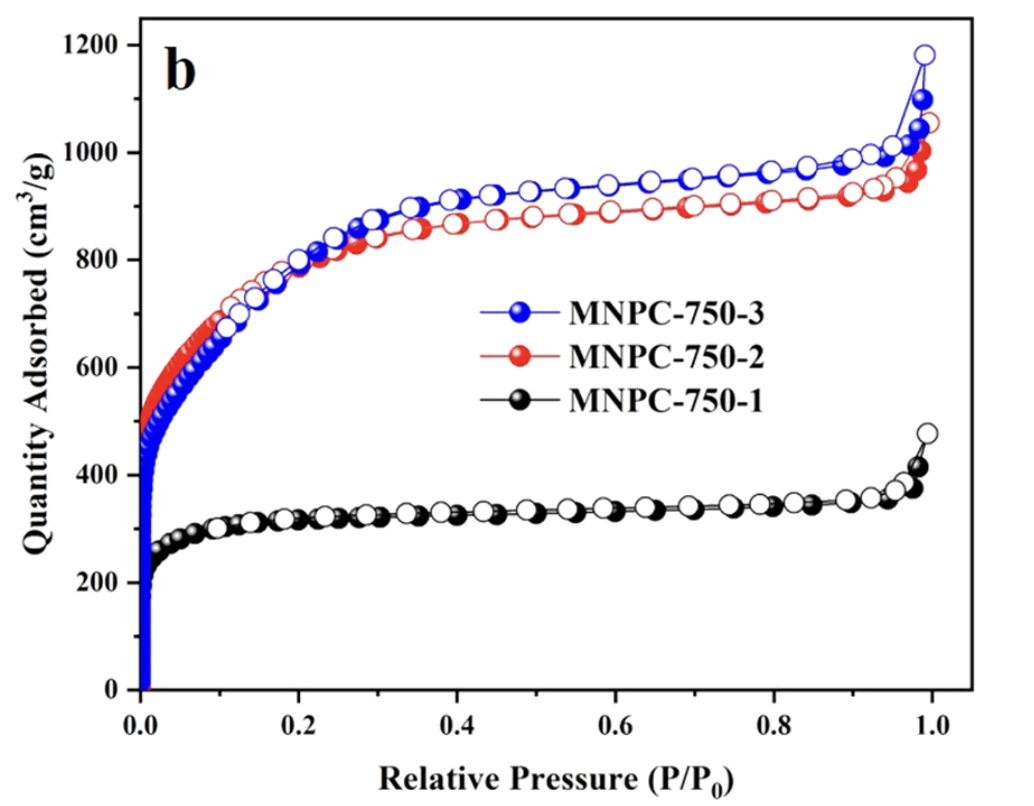 b
1200
1000
800
600
400
200
0
Quantity Adsorbed (cm³/g)
MNPC-750-3
MNPC-750-2
MNPC-750-1
0.0 0.2 0.4 0.6 0.8 1.0
Relative Pressure (P/P₀)